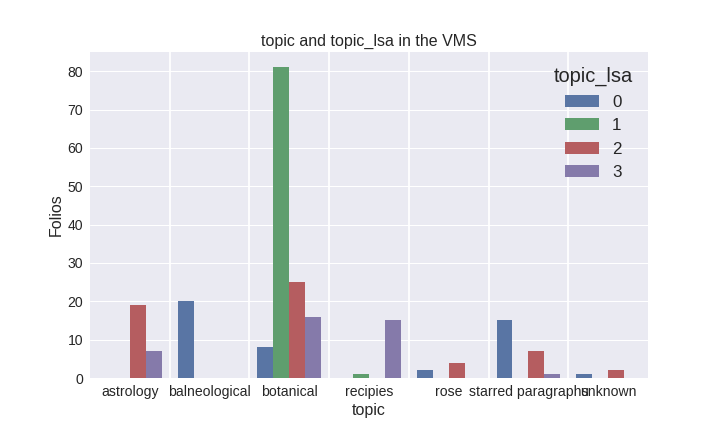 topic and topic_lsa in the VMS
topic_lsa
0
1
2
3
Folios
80
70
60
50
40
30
20
10
0
astrology balneological botanical recipies rose starred paragraphs unknown
topic